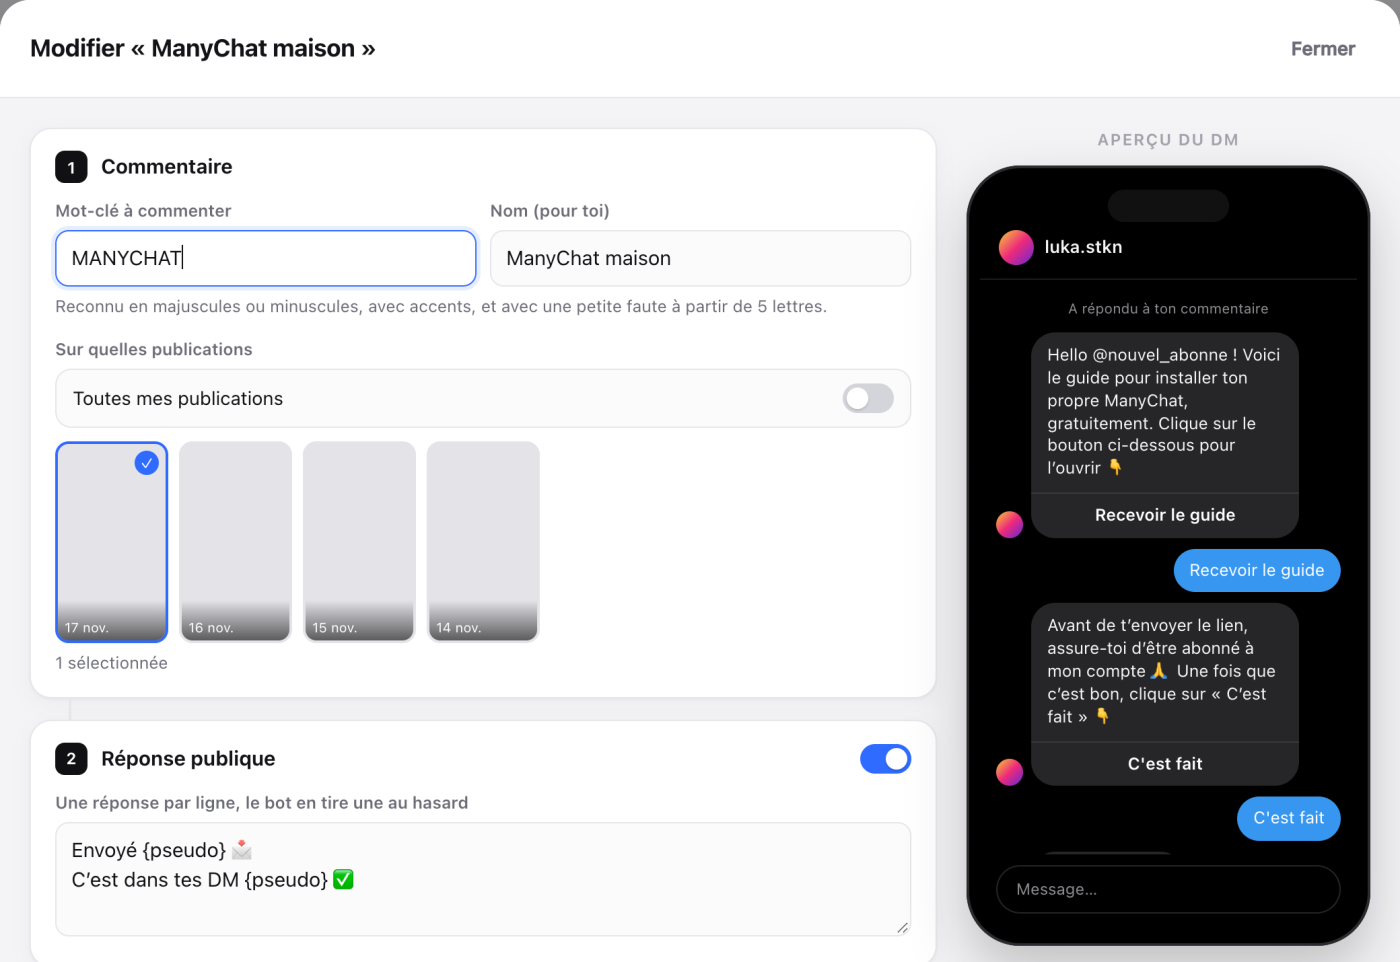 Modifier « ManyChat maison »
Fermer
1 Commentaire
Mot-clé à commenter
Nom (pour toi)
MANYCHAT
ManyChat maison
Reconnu en majuscules ou minuscules, avec accents, et avec une petite faute à partir de 5 lettres.
Sur quelles publications
Toutes mes publications
17 nov.
16 nov.
15 nov.
14 nov.
1 sélectionnée
2 Réponse publique
Une réponse par ligne, le bot en tire une au hasard
Envoyé {pseudo} 📩
C’est dans tes DM {pseudo} ✅
APERÇU DU DM
luka.stkn
A répondu à ton commentaire
Hello @nouvel_abonne ! Voici
le guide pour installer ton
propre ManyChat,
gratuitement. Clique sur le
bouton ci-dessous pour
l’ouvrir 👇
Recevoir le guide
Recevoir le guide
Avant de t’envoyer le lien,
assure-toi d’être abonné à
mon compte 🙏 Une fois que
c’est bon, clique sur « C’est
fait » 👇
C'est fait
C'est fait
Message...